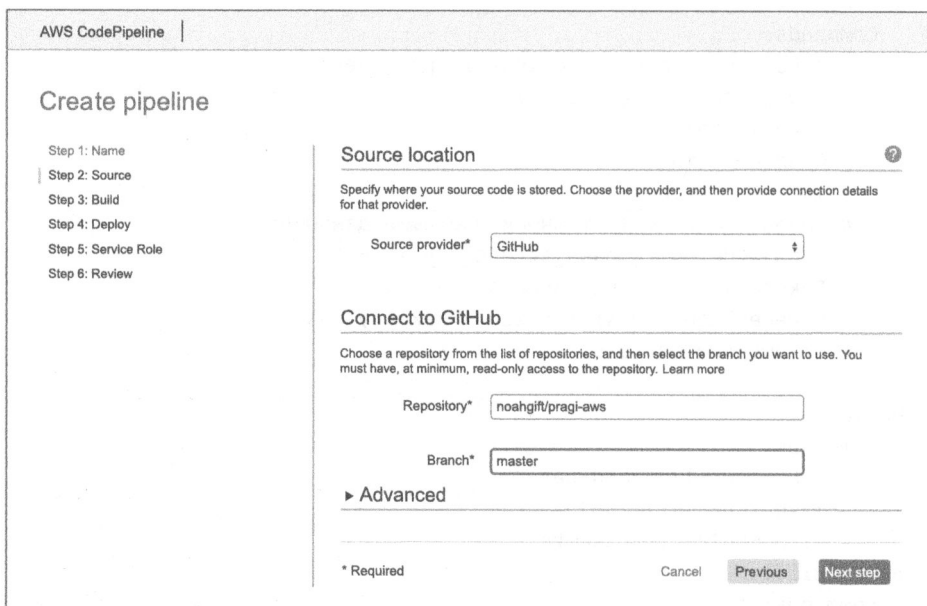 AWS CodePipeline
Create pipeline
Step 1: Name
Step 2: Source
Step 3: Build
Step 4: Deploy
Step 5: Service Role
Step 6: Review
Source location
?
Specify where your source code is stored. Choose the provider, and then provide connection details
for that provider.
Source provider* GitHub
Connect to GitHub
Choose a repository from the list of repositories, and then select the branch you want to use. You
must have, at minimum, read-only access to the repository. Learn more
Repository* noahgift/pragi-aws
Branch* master
Advanced
* Required Cancel Previous Next step